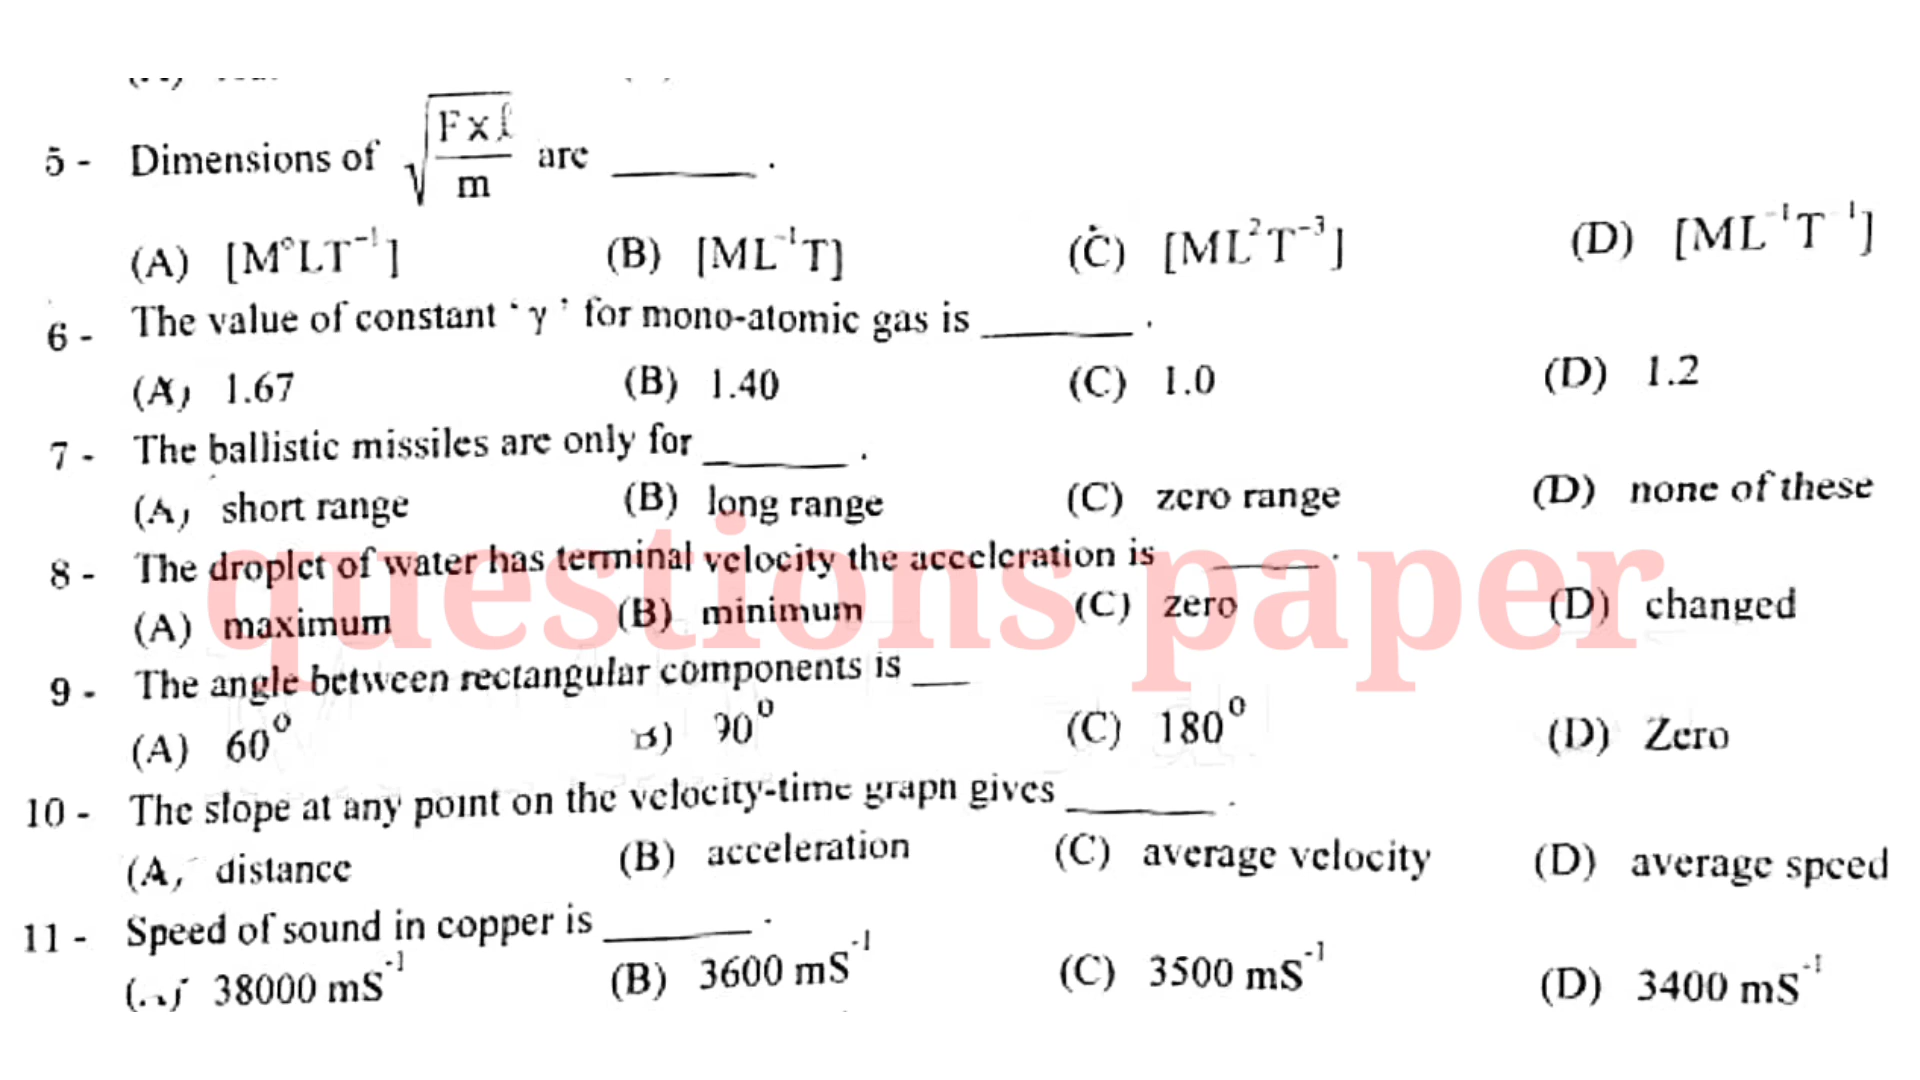 5 - Dimensions of √(F x ℓ / m) are ______ .
(A) [M°LT⁻¹] (B) [ML⁻¹T] (C) [ML²T⁻³] (D) [ML⁻¹T⁻¹]
6 - The value of constant ‘ γ ’ for mono-atomic gas is ______ .
(A) 1.67 (B) 1.40 (C) 1.0 (D) 1.2
7 - The ballistic missiles are only for ______ .
(A) short range (B) long range (C) zero range (D) none of these
questions paper
8 - The droplet of water has terminal velocity the acceleration is ______ .
(A) maximum (B) minimum (C) zero (D) changed
9 - The angle between rectangular components is ___
(A) 60⁰ (B) 90⁰ (C) 180⁰ (D) Zero
10 - The slope at any point on the velocity-time graph gives ______ .
(A) distance (B) acceleration (C) average velocity (D) average speed
11 - Speed of sound in copper is ______ .
(A) 38000 mS⁻¹ (B) 3600 mS⁻¹ (C) 3500 mS⁻¹ (D) 3400 mS⁻¹